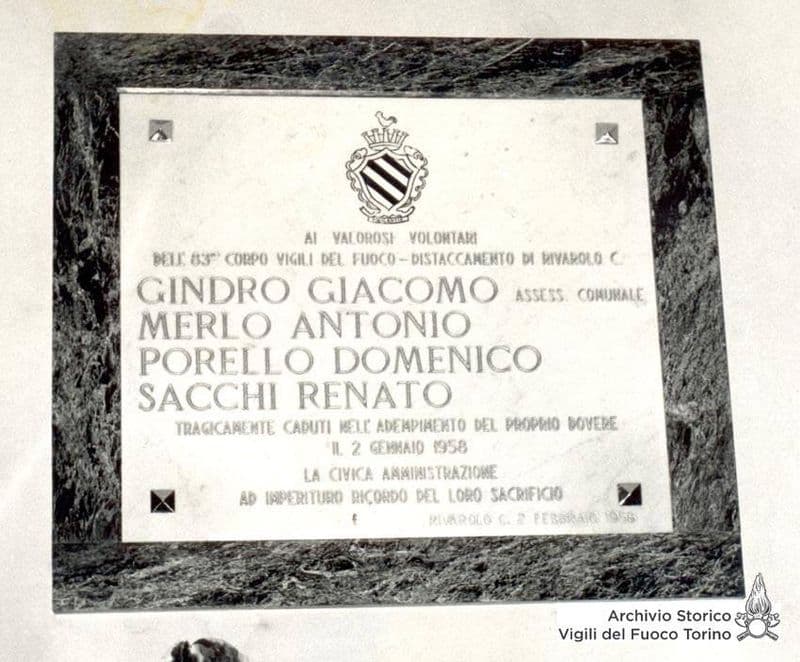 AI VALOROSI VOLONTARI
DELL' 83° CORPO VIGILI DEL FUOCO – DISTACCAMENTO DI RIVAROLO C.
GINDRO GIACOMO ASSESS. COMUNALE
MERLO ANTONIO
PORELLO DOMENICO
SACCHI RENATO
TRAGICAMENTE CADUTI NELL'ADEMPIMENTO DEL PROPRIO DOVERE
IL 2 GENNAIO 1958
LA CIVICA AMMINISTRAZIONE
AD IMPERITURO RICORDO DEL LORO SACRIFICIO
RIVAROLO C. 2 FEBBRAIO 1958
Archivio Storico
Vigili del Fuoco Torino